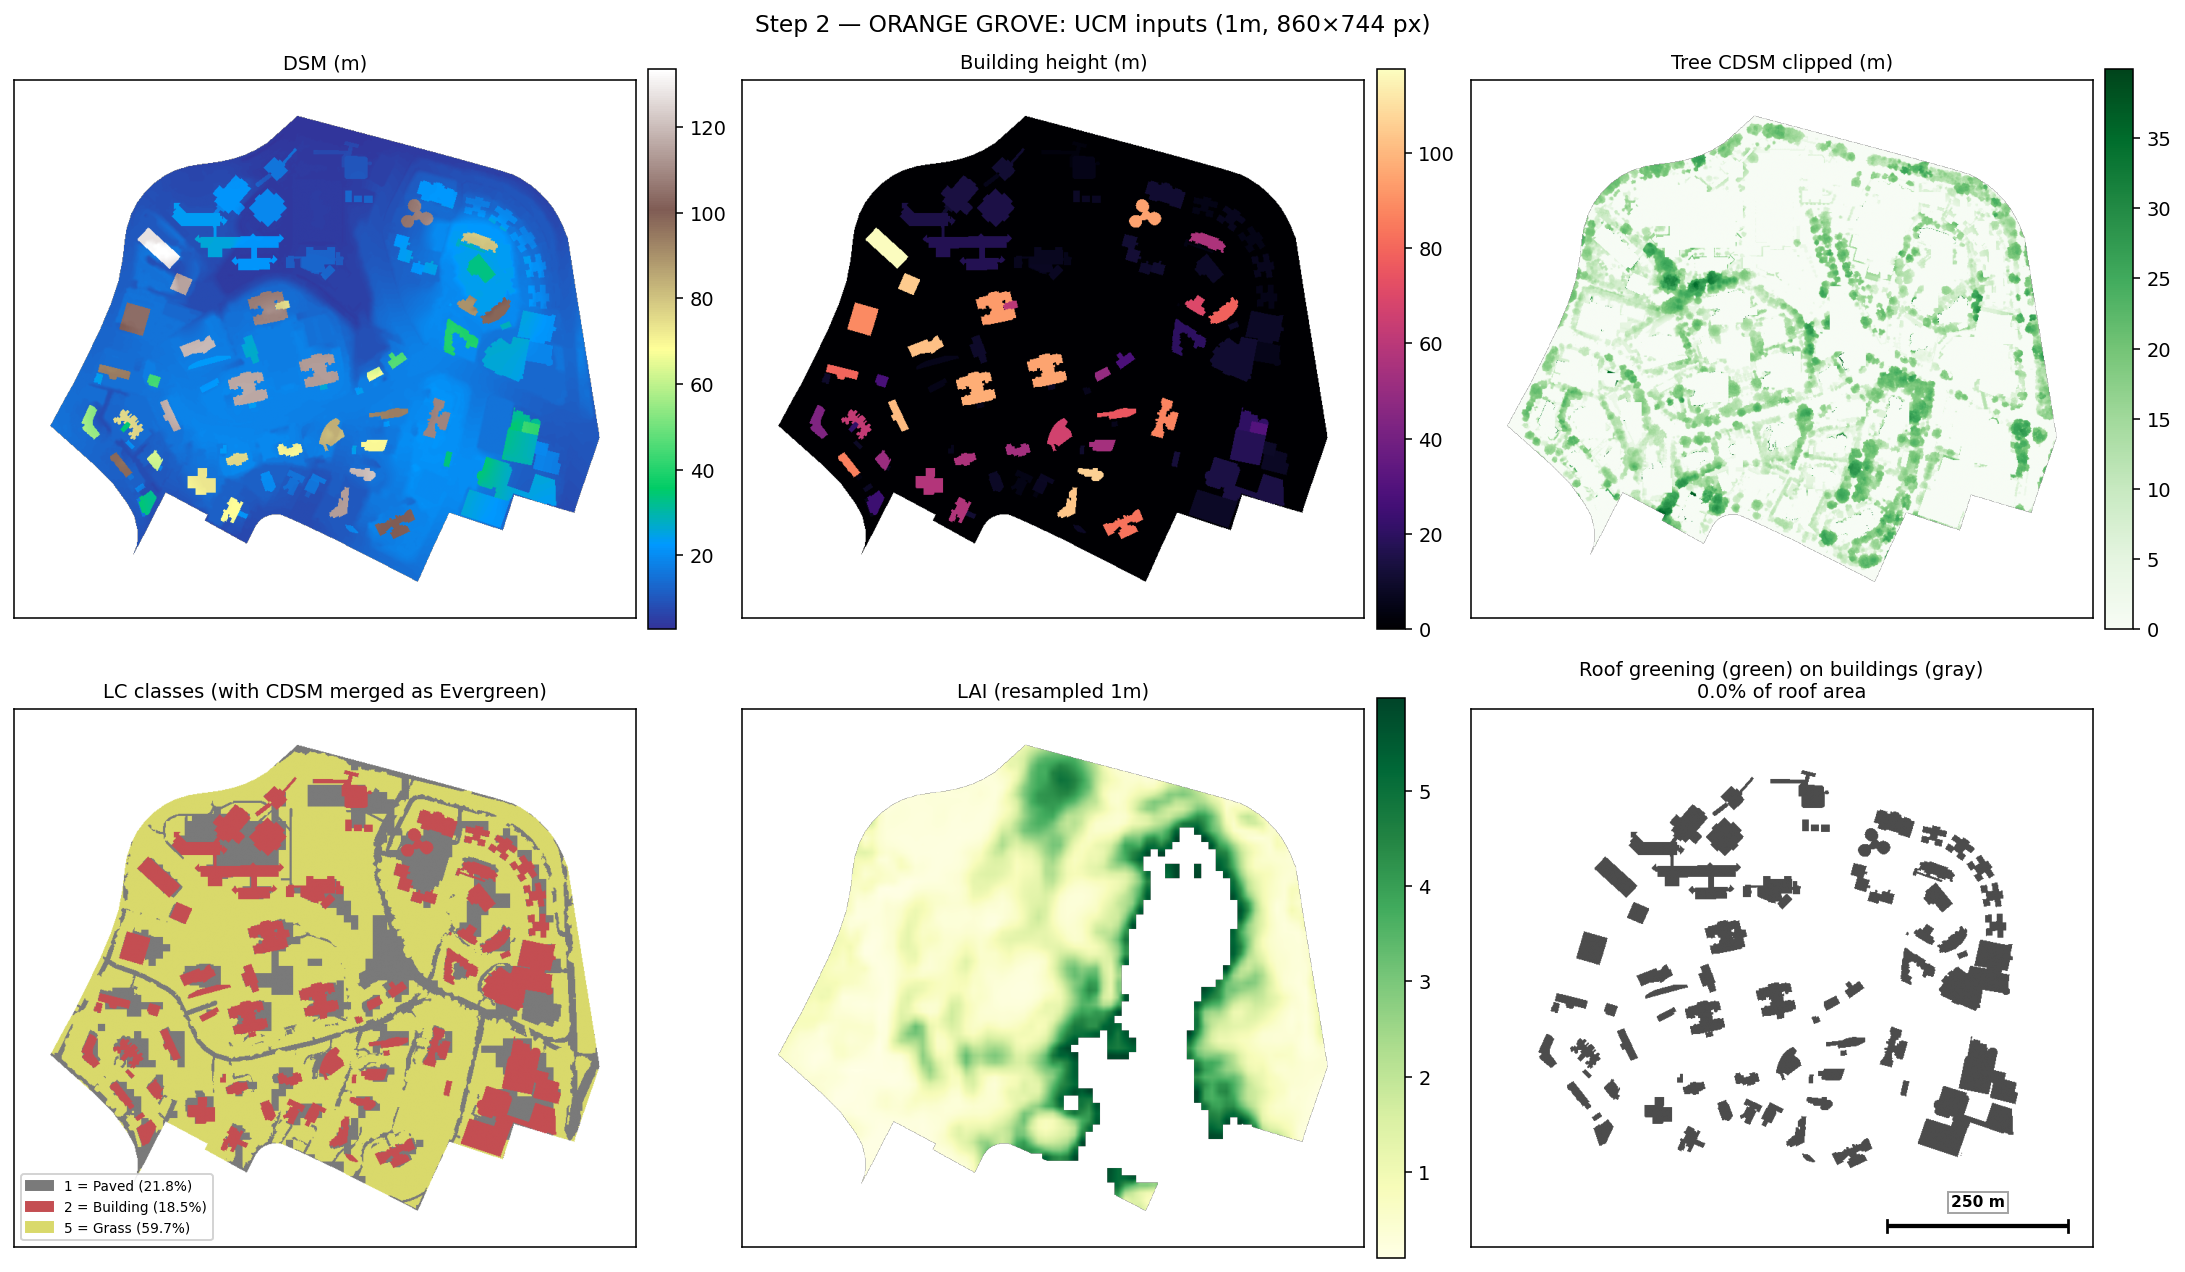 Step 2 — ORANGE GROVE: UCM inputs (1m, 860×744 px)
DSM (m)
120
100
80
60
40
20
Building height (m)
100
80
60
40
20
0
Tree CDSM clipped (m)
35
30
25
20
15
10
5
0
LC classes (with CDSM merged as Evergreen)
1 = Paved (21.8%)
2 = Building (18.5%)
5 = Grass (59.7%)
LAI (resampled 1m)
5
4
3
2
1
Roof greening (green) on buildings (gray)
0.0% of roof area
250 m